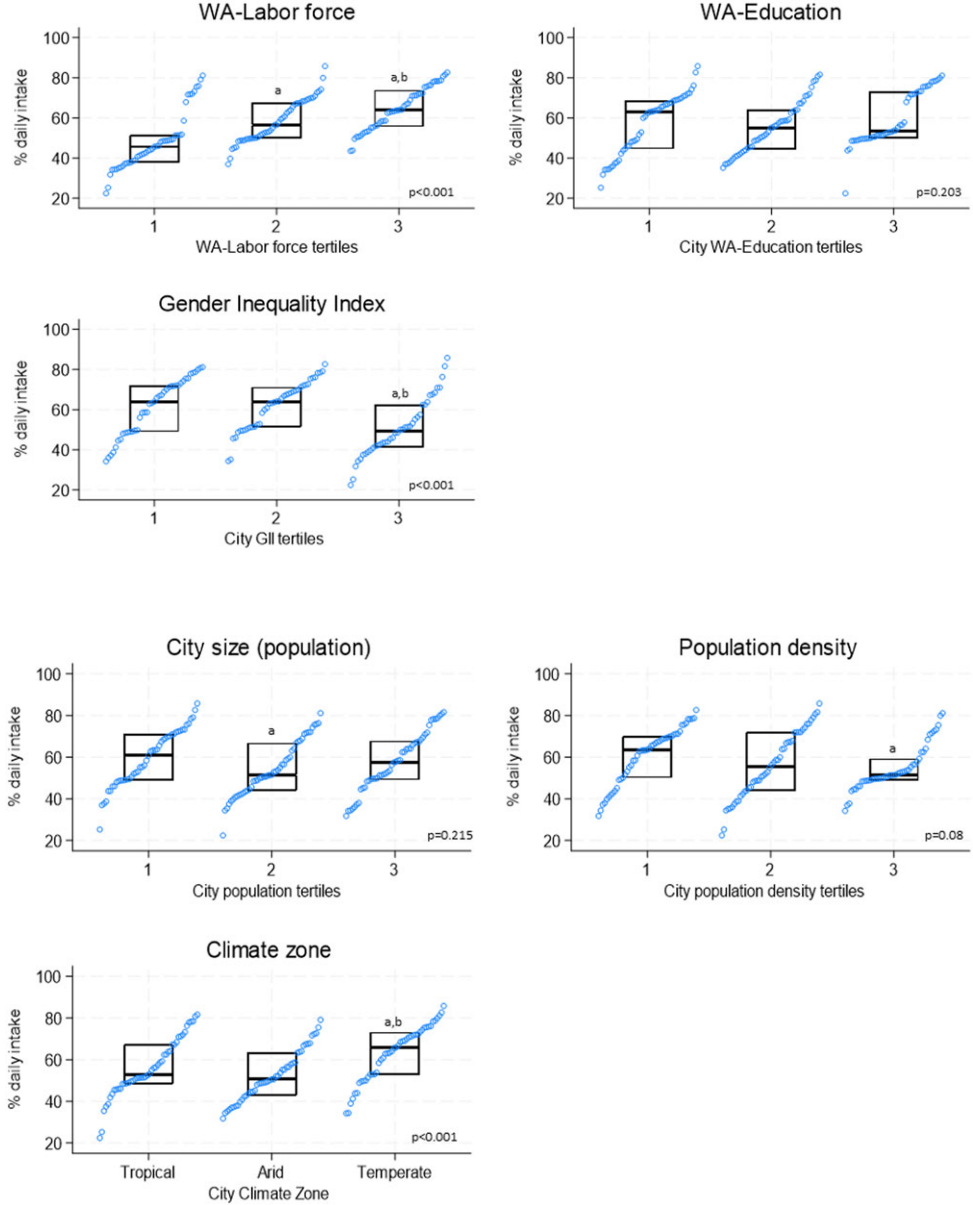 WA-Labor force
% daily intake
100
80
60
40
20
a
a,b
p<0.001
1 2 3
WA-Labor force tertiles
WA-Education
% daily intake
100
80
60
40
20
p=0.203
1 2 3
City WA-Education tertiles
Gender Inequality Index
% daily intake
100
80
60
40
20
a,b
p<0.001
1 2 3
City GII tertiles
City size (population)
% daily intake
100
80
60
40
20
a
p=0.215
1 2 3
City population tertiles
Population density
% daily intake
100
80
60
40
20
a
p=0.08
1 2 3
City population density tertiles
Climate zone
% daily intake
100
80
60
40
20
a,b
p<0.001
Tropical Arid Temperate
City Climate Zone